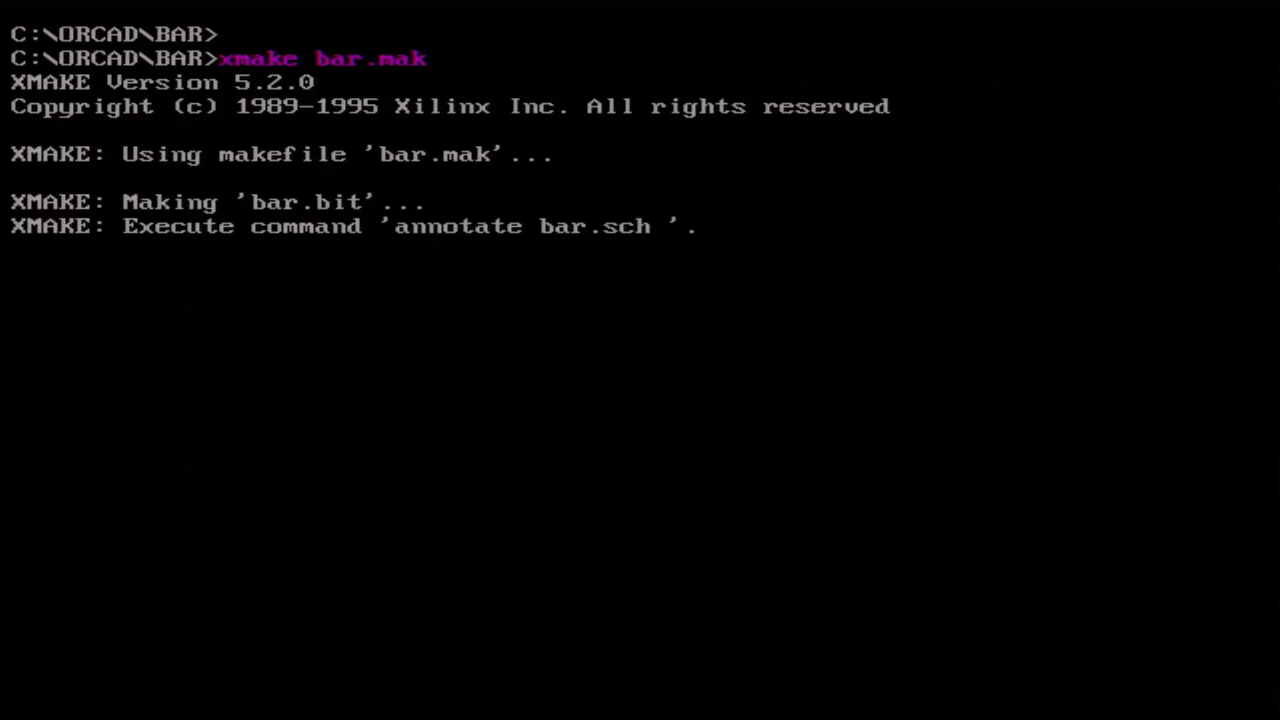 C:\ORCAD\BAR>
C:\ORCAD\BAR>xmake bar.mak
XMAKE Version 5.2.0
Copyright (c) 1989-1995 Xilinx Inc. All rights reserved
XMAKE: Using makefile 'bar.mak'...
XMAKE: Making 'bar.bit'...
XMAKE: Execute command 'annotate bar.sch '.